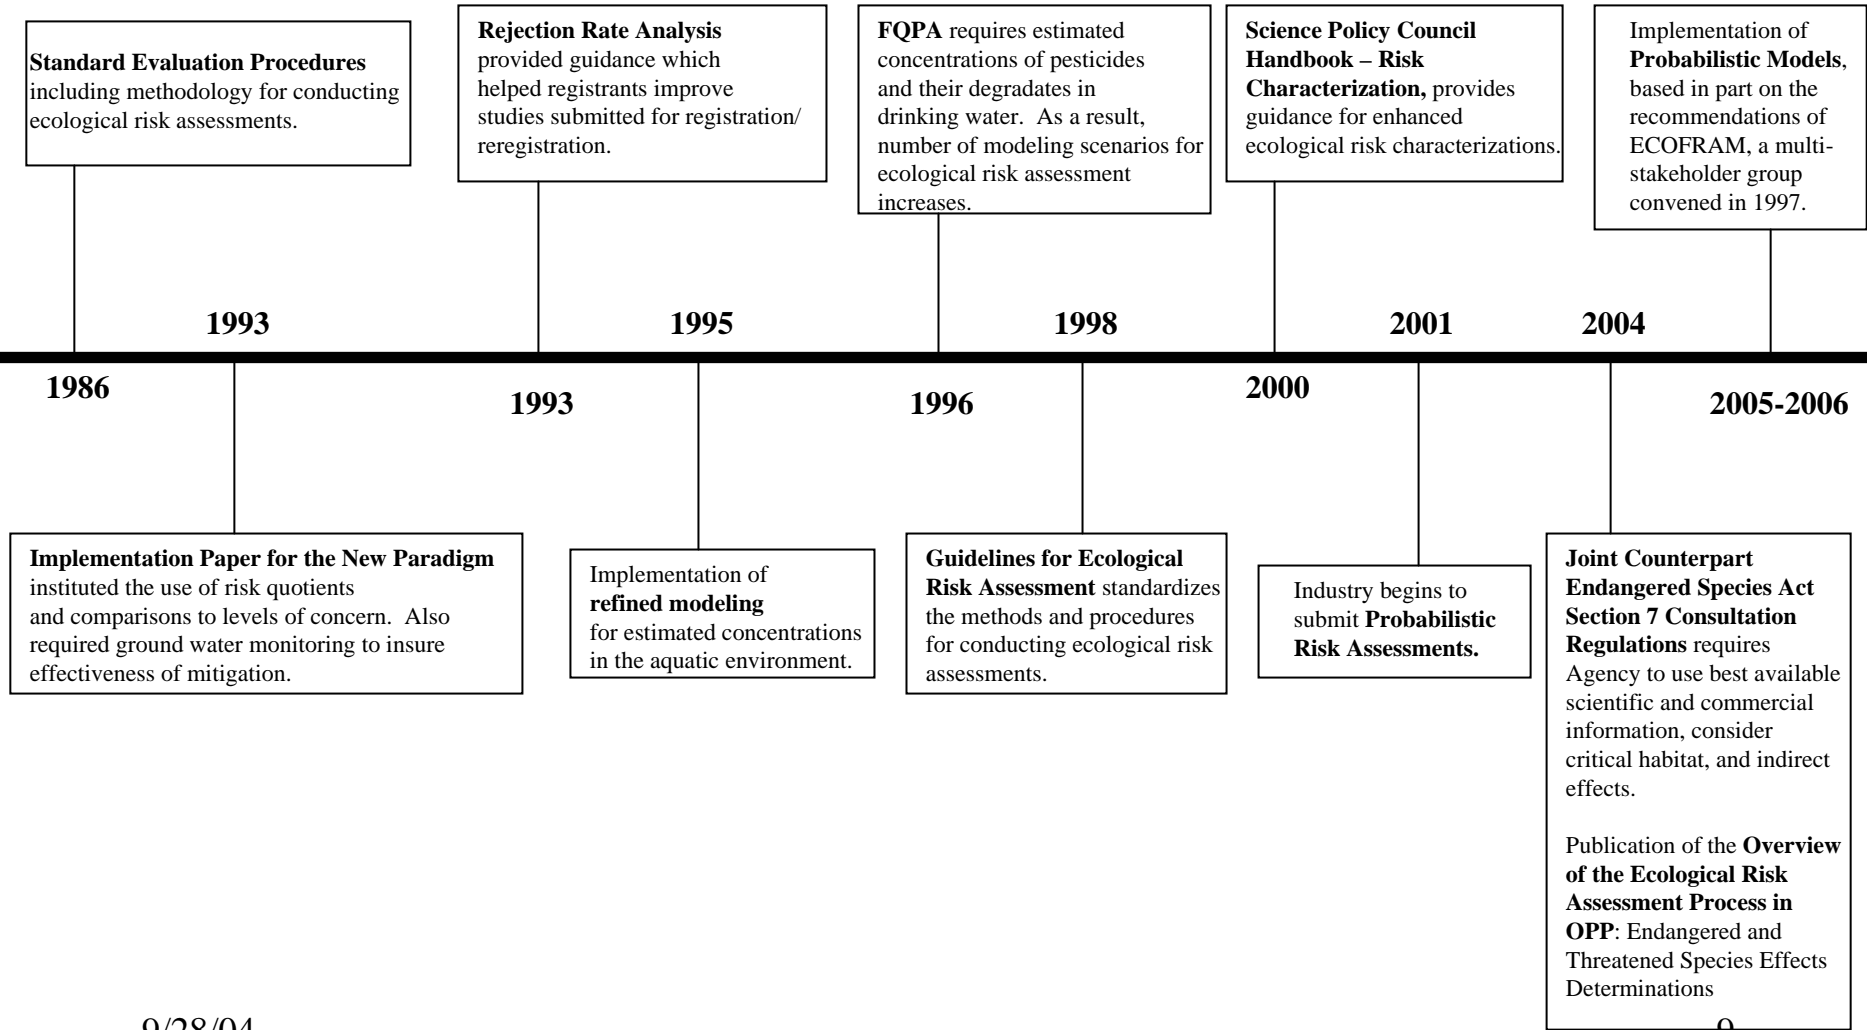 Standard Evaluation Procedures
including methodology for conducting
ecological risk assessments.
Rejection Rate Analysis
provided guidance which
helped registrants improve
studies submitted for registration/
reregistration.
FQPA requires estimated
concentrations of pesticides
and their degradates in
drinking water.  As a result,
number of modeling scenarios for
ecological risk assessment
increases.
Science Policy Council
Handbook – Risk
Characterization, provides
guidance for enhanced
ecological risk characterizations.
Implementation of
Probabilistic Models,
based in part on the
recommendations of
ECOFRAM, a multi-
stakeholder group
convened in 1997.
1993
1995
1998
2001
2004
1986
1993
1996
2000
2005-2006
Implementation Paper for the New Paradigm
instituted the use of risk quotients
and comparisons to levels of concern.  Also
required ground water monitoring to insure
effectiveness of mitigation.
Implementation of
refined modeling
for estimated concentrations
in the aquatic environment.
Guidelines for Ecological
Risk Assessment standardizes
the methods and procedures
for conducting ecological risk
assessments.
Industry begins to
submit Probabilistic
Risk Assessments.
Joint Counterpart
Endangered Species Act
Section 7 Consultation
Regulations requires
Agency to use best available
scientific and commercial
information, consider
critical habitat, and indirect
effects.
Publication of the Overview
of the Ecological Risk
Assessment Process in
OPP: Endangered and
Threatened Species Effects
Determinations
9/28/04
9